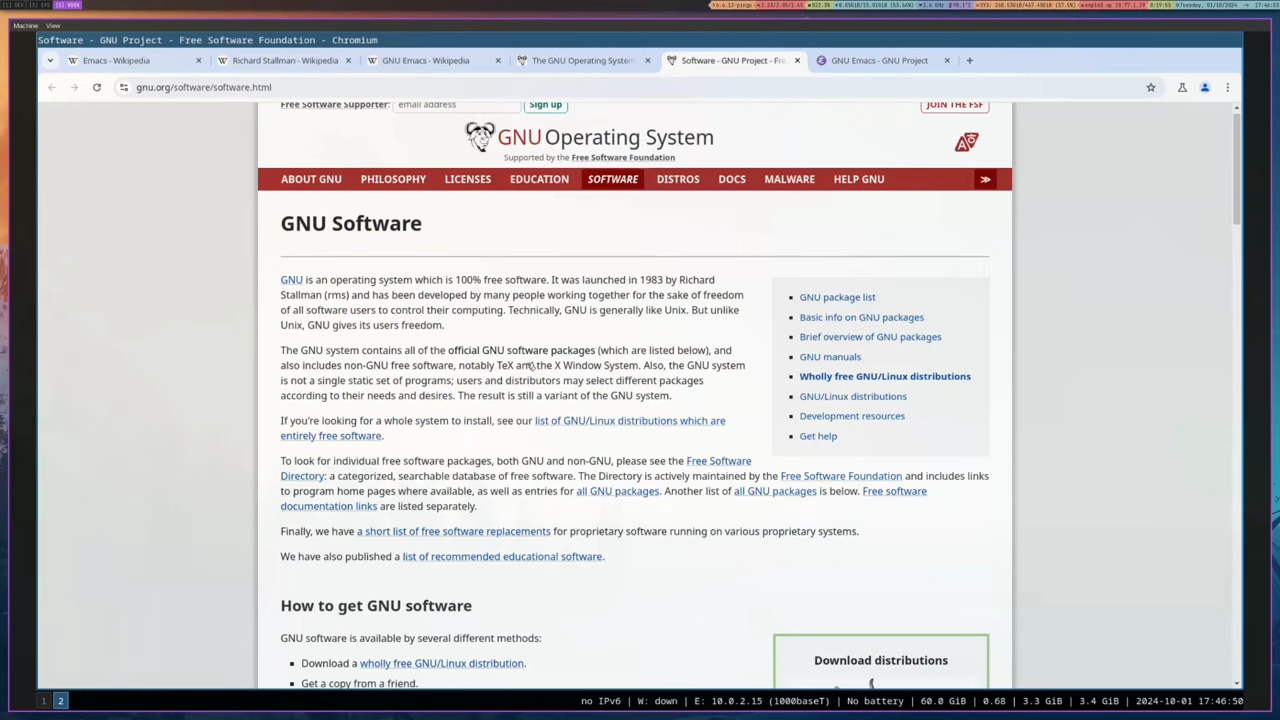 [1] DEV [3] SYS [5] VBOX
Tuesday, 01/10/2024
17:46:53
Machine View
Software - GNU Project - Free Software Foundation - Chromium
Emacs - Wikipedia
Richard Stallman - Wikipedia
GNU Emacs - Wikipedia
The GNU Operating System
Software - GNU Project - Fre
GNU Emacs - GNU Project
gnu.org/software/software.html
Free Software Supporter: email address Sign up JOIN THE FSF
GNU Operating System
Supported by the Free Software Foundation
ABOUT GNU PHILOSOPHY LICENSES EDUCATION SOFTWARE DISTROS DOCS MALWARE HELP GNU ≫
GNU Software
GNU is an operating system which is 100% free software. It was launched in 1983 by Richard
Stallman (rms) and has been developed by many people working together for the sake of freedom
of all software users to control their computing. Technically, GNU is generally like Unix. But unlike
Unix, GNU gives its users freedom.
The GNU system contains all of the official GNU software packages (which are listed below), and
also includes non-GNU free software, notably TeX and the X Window System. Also, the GNU system
is not a single static set of programs; users and distributors may select different packages
according to their needs and desires. The result is still a variant of the GNU system.
If you're looking for a whole system to install, see our list of GNU/Linux distributions which are
entirely free software.
GNU package list
Basic info on GNU packages
Brief overview of GNU packages
GNU manuals
Wholly free GNU/Linux distributions
GNU/Linux distributions
Development resources
Get help
To look for individual free software packages, both GNU and non-GNU, please see the Free Software
Directory: a categorized, searchable database of free software. The Directory is actively maintained by the Free Software Foundation and includes links
to program home pages where available, as well as entries for all GNU packages. Another list of all GNU packages is below. Free software
documentation links are listed separately.
Finally, we have a short list of free software replacements for proprietary software running on various proprietary systems.
We have also published a list of recommended educational software.
How to get GNU software
GNU software is available by several different methods:
Download a wholly free GNU/Linux distribution.
Get a copy from a friend.
Download distributions
1 2
no IPv6 | W: down | E: 10.0.2.15 (1000baseT) | No battery | 60.0 GiB | 0.68 | 3.3 GiB | 3.4 GiB | 2024-10-01 17:46:50